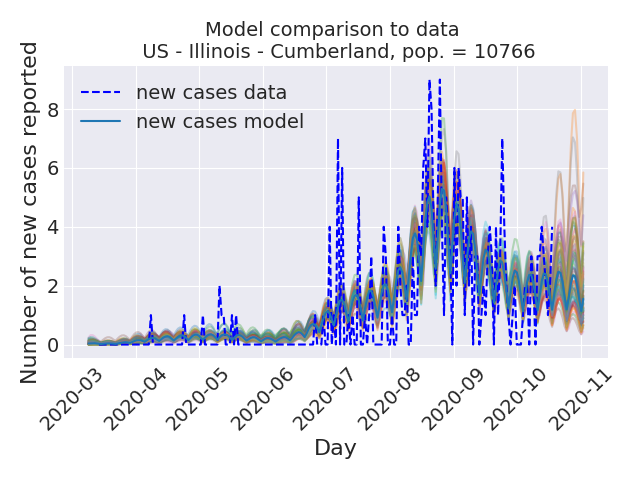 Model comparison to data
US - Illinois - Cumberland, pop. = 10766
Number of new cases reported
8
6
4
2
0
new cases data
new cases model
2020-03
2020-04
2020-05
2020-06
2020-07
2020-08
2020-09
2020-10
2020-11
Day